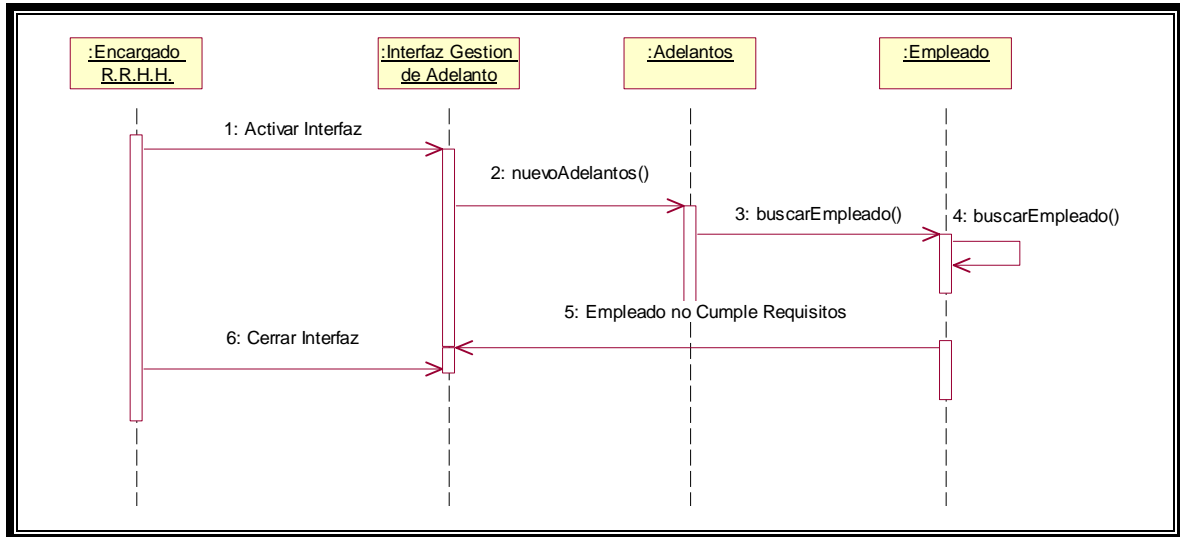 :Encargado
R.R.H.H.
:Interfaz Gestion
de Adelanto
:Adelantos
:Empleado
1: Activar Interfaz
2: nuevoAdelantos()
3: buscarEmpleado()
4: buscarEmpleado()
5: Empleado no Cumple Requisitos
6: Cerrar Interfaz